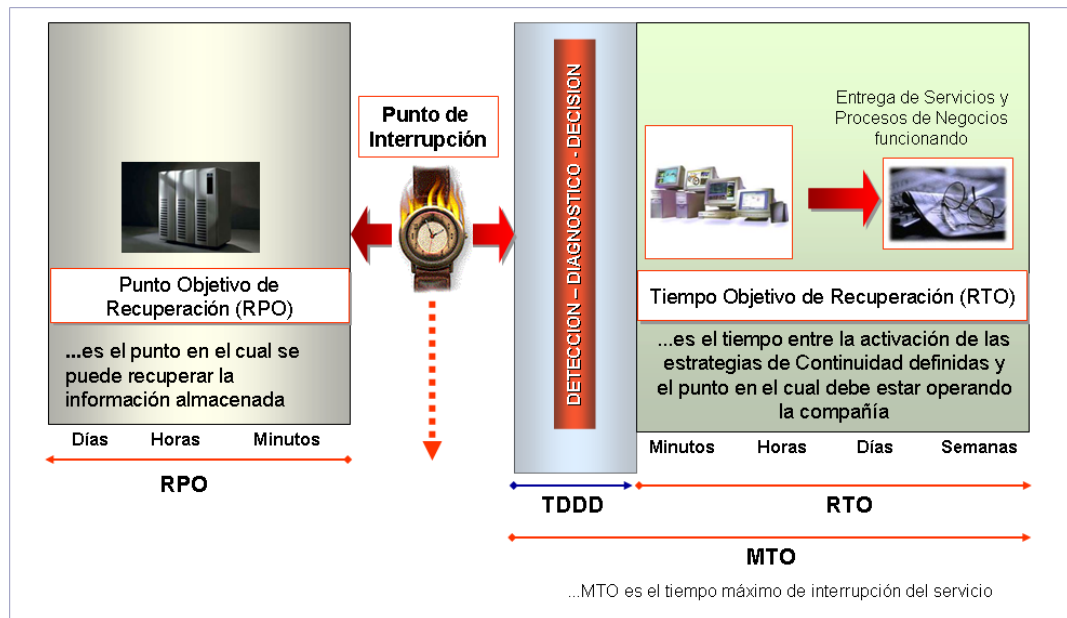 Punto de
Interrupción
Punto Objetivo de
Recuperación (RPO)
...es el punto en el cual se
puede recuperar la
información almacenada
Días Horas Minutos
RPO
DETECCION – DIAGNOSTICO - DECISION
Entrega de Servicios y
Procesos de Negocios
funcionando
Tiempo Objetivo de Recuperación (RTO)
...es el tiempo entre la activación de las
estrategias de Continuidad definidas y
el punto en el cual debe estar operando
la compañía
Minutos Horas Días Semanas
TDDD
RTO
MTO
...MTO es el tiempo máximo de interrupción del servicio